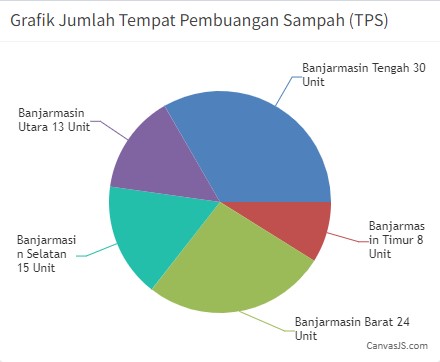 Grafik Jumlah Tempat Pembuangan Sampah (TPS)
Banjarmasin Tengah 30
Unit
Banjarmasin
Utara 13 Unit
Banjarmas
in Timur 8
Unit
Banjarmasi
n Selatan
15 Unit
Banjarmasin Barat 24
Unit
CanvasJS.com